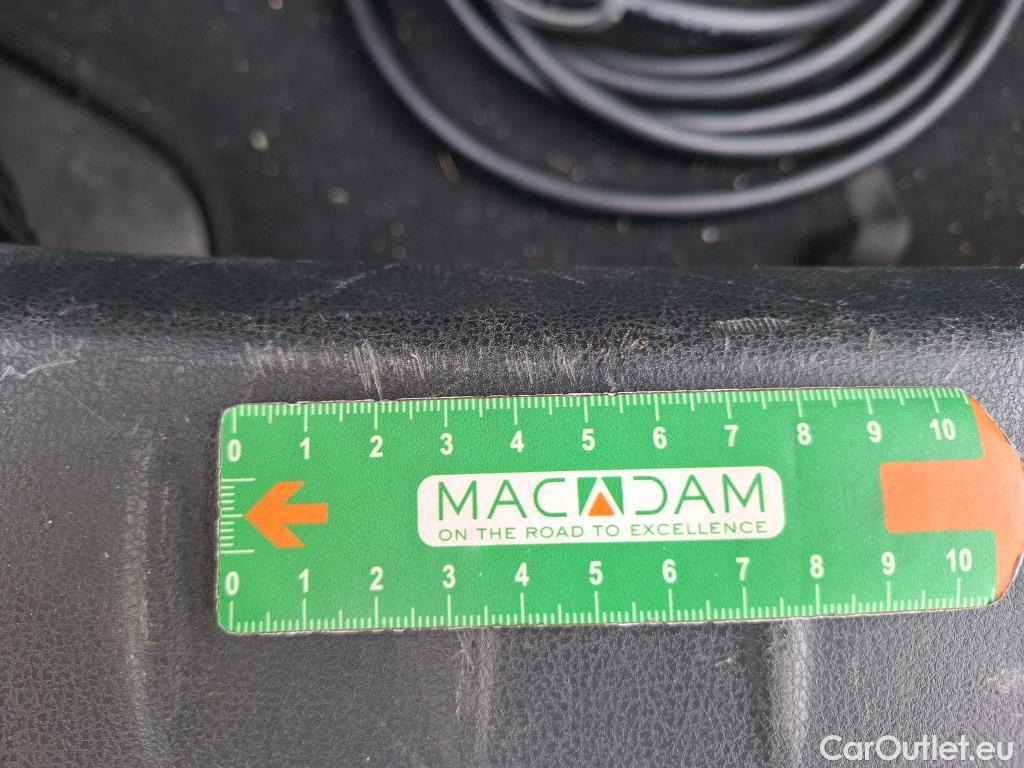 0 1 2 3 4 5 6 7 8 9 10
MACADAM
ON THE ROAD TO EXCELLENCE
0 1 2 3 4 5 6 7 8 9 10
CarOutlet.eu